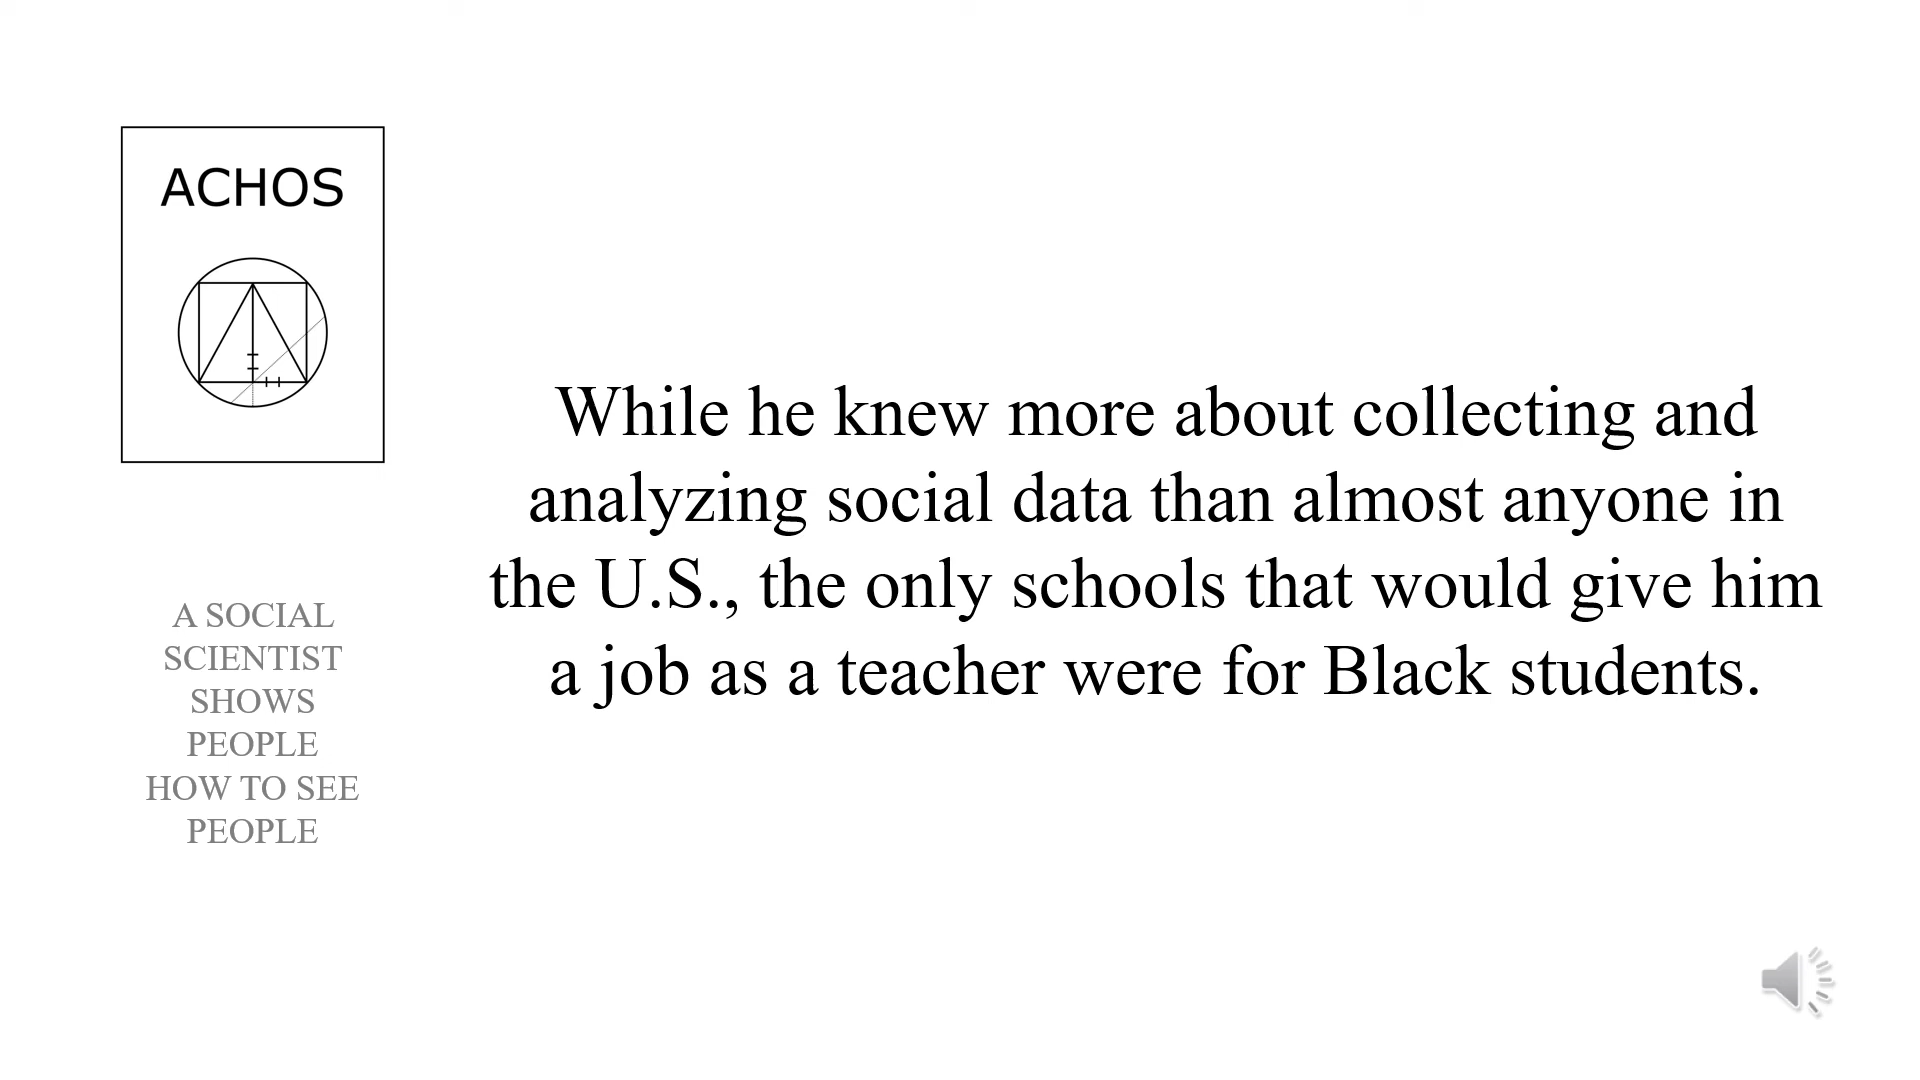 ACHOS
A SOCIAL
SCIENTIST
SHOWS
PEOPLE
HOW TO SEE
PEOPLE
While he knew more about collecting and
analyzing social data than almost anyone in
the U.S., the only schools that would give him
a job as a teacher were for Black students.